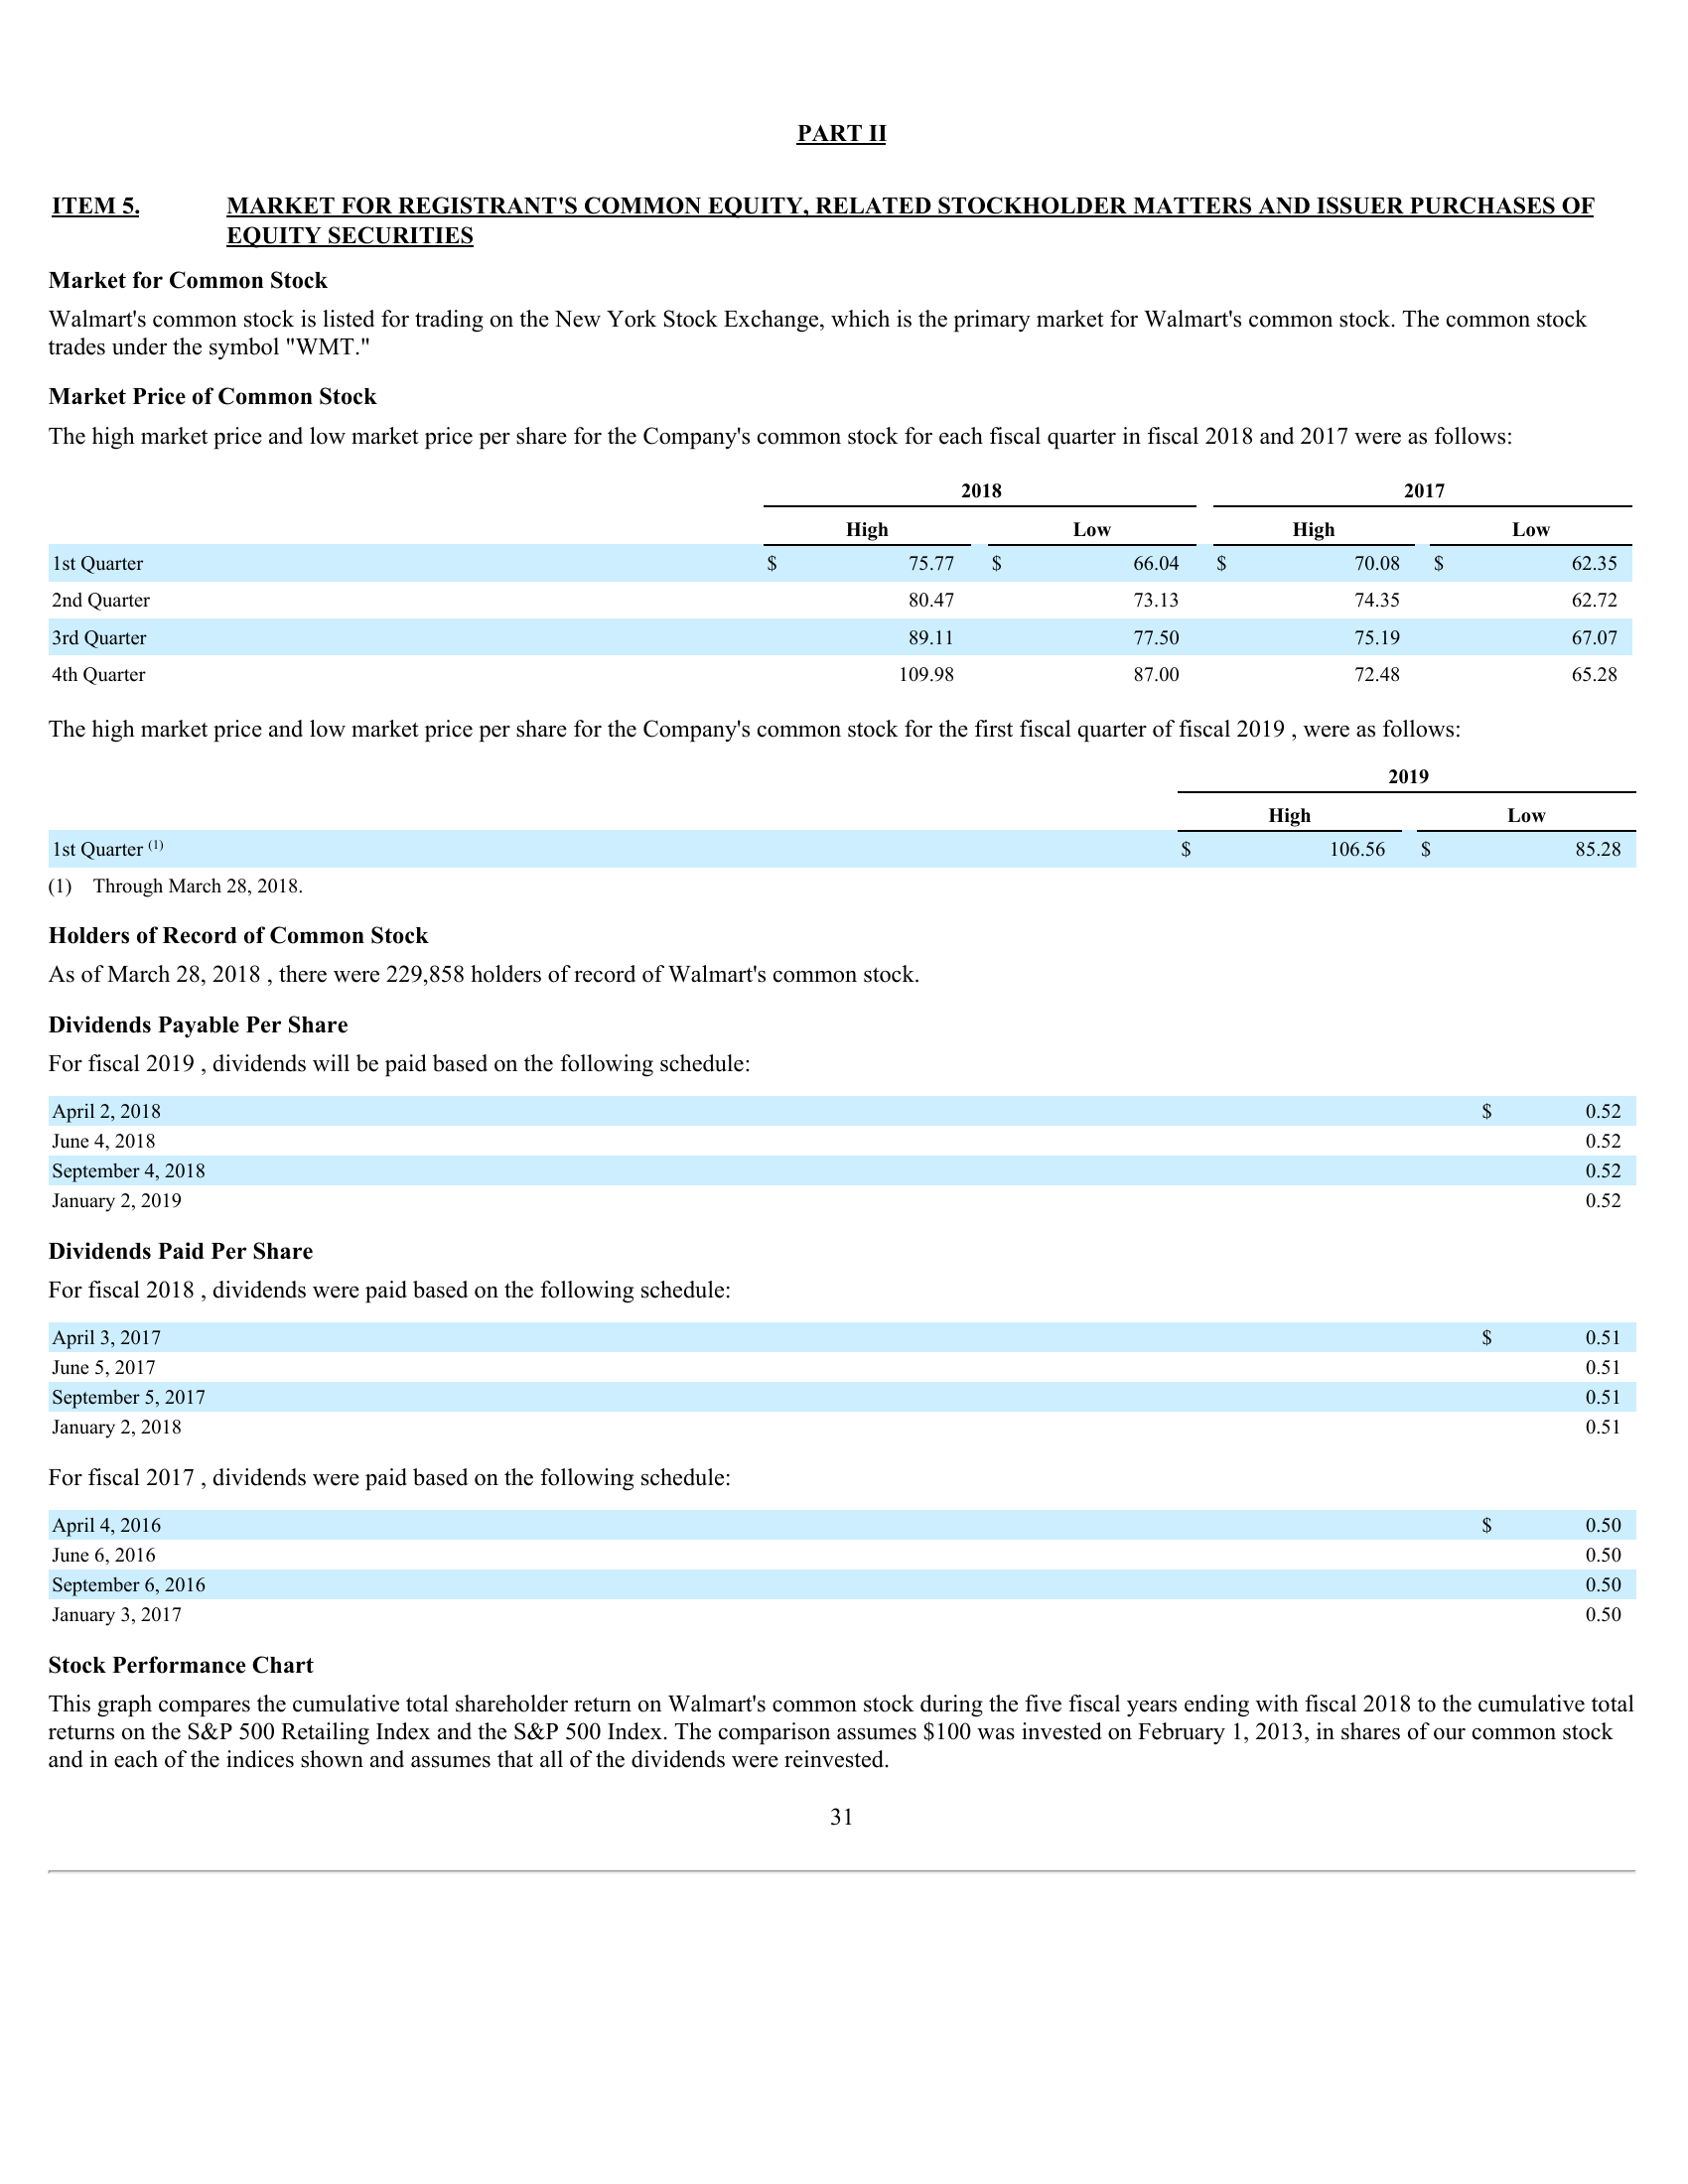 PART II
ITEM 5. MARKET FOR REGISTRANT'S COMMON EQUITY, RELATED STOCKHOLDER MATTERS AND ISSUER PURCHASES OF
EQUITY SECURITIES
Market for Common Stock
Walmart's common stock is listed for trading on the New York Stock Exchange, which is the primary market for Walmart's common stock. The common stock
trades under the symbol "WMT."
Market Price of Common Stock
The high market price and low market price per share for the Company's common stock for each fiscal quarter in fiscal 2018 and 2017 were as follows:
2018 2017
High Low High Low
1st Quarter $ 75.77 $ 66.04 $ 70.08 $ 62.35
2nd Quarter 80.47 73.13 74.35 62.72
3rd Quarter 89.11 77.50 75.19 67.07
4th Quarter 109.98 87.00 72.48 65.28
The high market price and low market price per share for the Company's common stock for the first fiscal quarter of fiscal 2019 , were as follows:
2019
High Low
1st Quarter (1) $ 106.56 $ 85.28
(1) Through March 28, 2018.
Holders of Record of Common Stock
As of March 28, 2018 , there were 229,858 holders of record of Walmart's common stock.
Dividends Payable Per Share
For fiscal 2019 , dividends will be paid based on the following schedule:
April 2, 2018 $ 0.52
June 4, 2018 0.52
September 4, 2018 0.52
January 2, 2019 0.52
Dividends Paid Per Share
For fiscal 2018 , dividends were paid based on the following schedule:
April 3, 2017 $ 0.51
June 5, 2017 0.51
September 5, 2017 0.51
January 2, 2018 0.51
For fiscal 2017 , dividends were paid based on the following schedule:
April 4, 2016 $ 0.50
June 6, 2016 0.50
September 6, 2016 0.50
January 3, 2017 0.50
Stock Performance Chart
This graph compares the cumulative total shareholder return on Walmart's common stock during the five fiscal years ending with fiscal 2018 to the cumulative total
returns on the S&P 500 Retailing Index and the S&P 500 Index. The comparison assumes $100 was invested on February 1, 2013, in shares of our common stock
and in each of the indices shown and assumes that all of the dividends were reinvested.
31